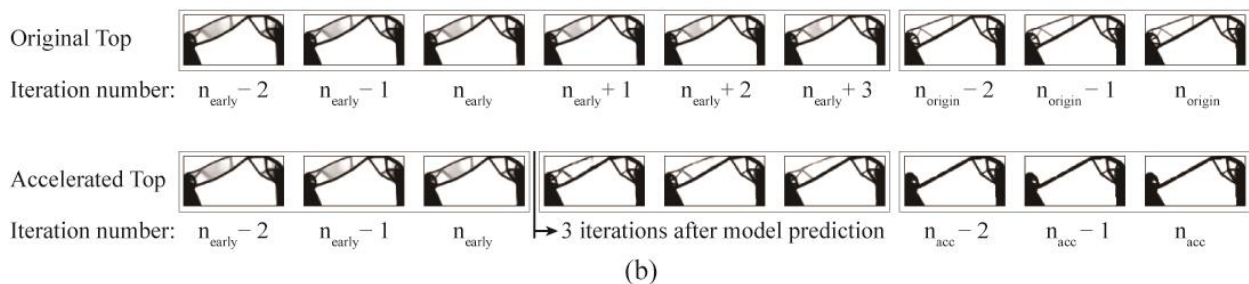 Original Top
Iteration number: n_early − 2 n_early − 1 n_early n_early + 1 n_early + 2 n_early + 3 n_origin − 2 n_origin − 1 n_origin
Accelerated Top
Iteration number: n_early − 2 n_early − 1 n_early 3 iterations after model prediction n_acc − 2 n_acc − 1 n_acc
(b)